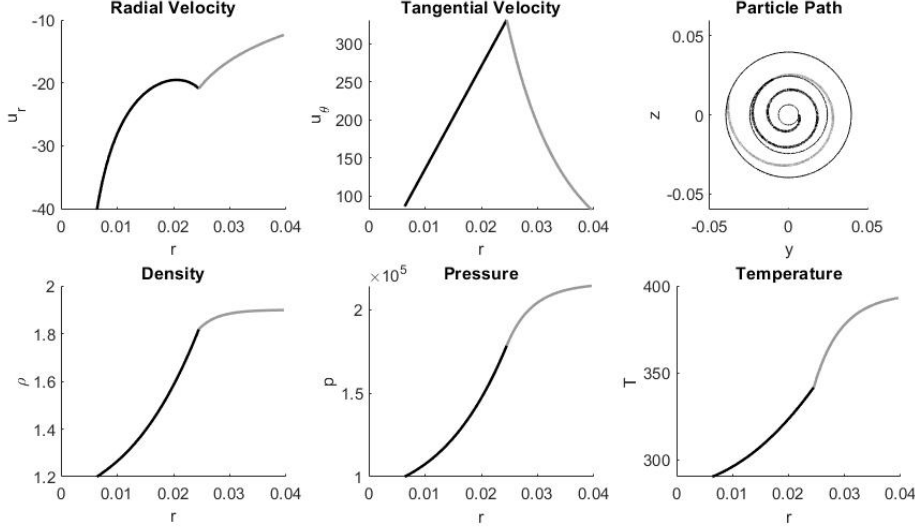 Radial Velocity
-10
-20
-30
-40
u_r
0 0.01 0.02 0.03 0.04
r
Tangential Velocity
300
250
200
150
100
u_θ
0 0.01 0.02 0.03 0.04
r
Particle Path
0.05
0
-0.05
z
-0.05 0 0.05
y
Density
2
1.8
1.6
1.4
1.2
ρ
0 0.01 0.02 0.03 0.04
r
Pressure
×10^5
2
1.5
1
p
0 0.01 0.02 0.03 0.04
r
Temperature
400
350
300
T
0 0.01 0.02 0.03 0.04
r